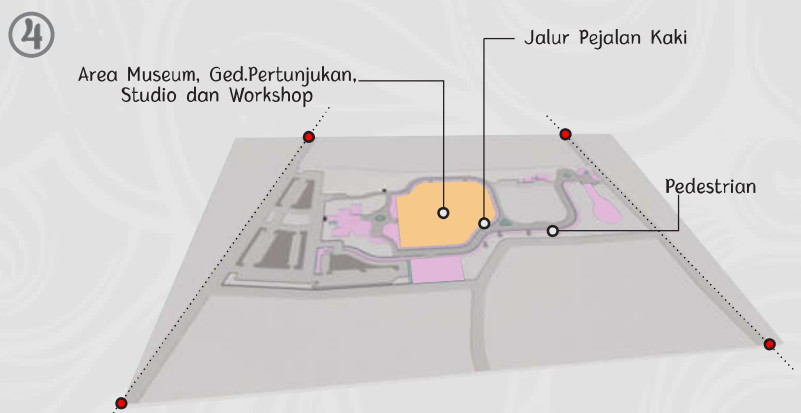 4
Jalur Pejalan Kaki
Area Museum, Ged.Pertunjukan,
Studio dan Workshop
Pedestrian